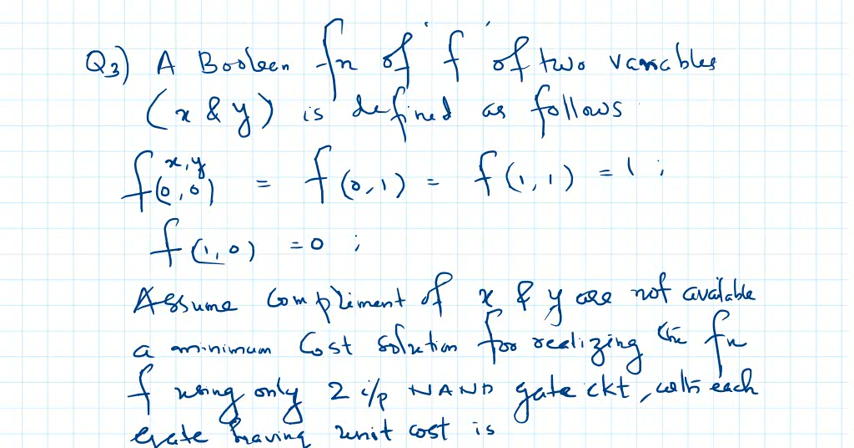 Q3) A Booleen fn of 'f' of two variables
(x & y) is defined as follows
x,y
f(0,0) = f(0,1) = f(1,1) = 1 ;
f(1,0) = 0 ;
Assume Compliment of x & y are not available
a minimum Cost solution for realizing the fn
f using only 2 i/p NAND gate ckt, with each
gate having unit cost is